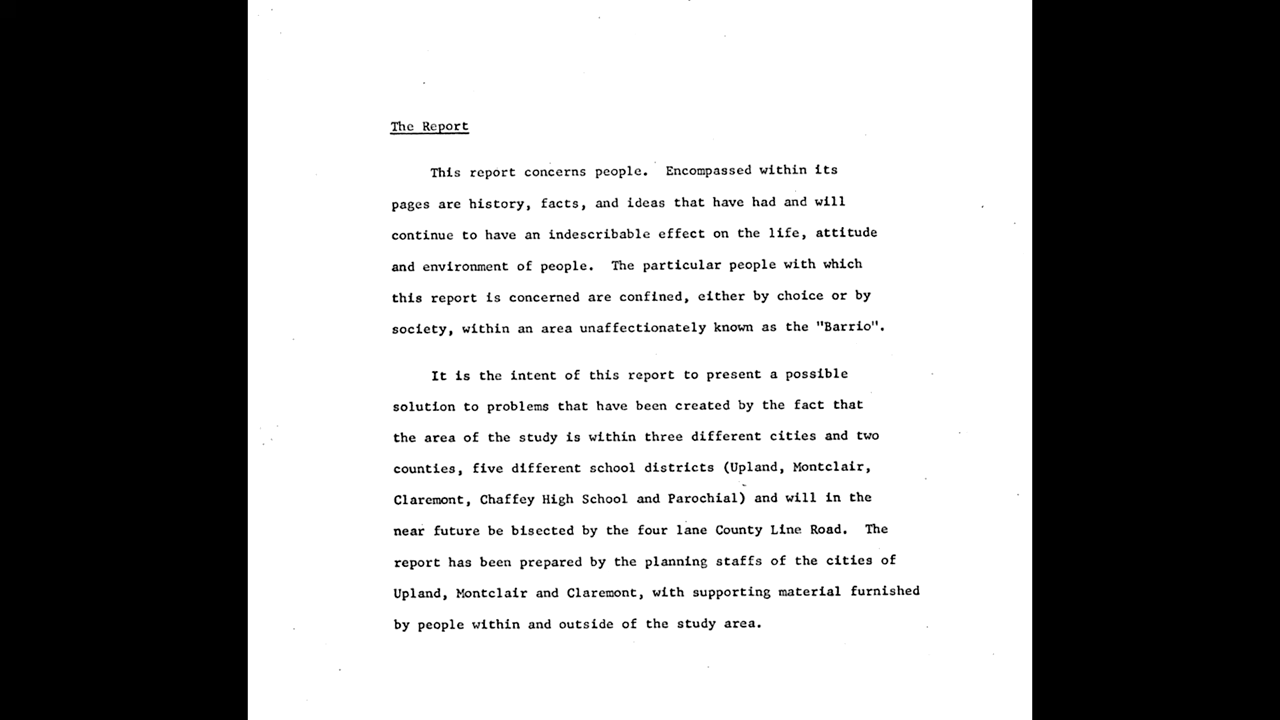 The Report
This report concerns people. Encompassed within its
pages are history, facts, and ideas that have had and will
continue to have an indescribable effect on the life, attitude
and environment of people. The particular people with which
this report is concerned are confined, either by choice or by
society, within an area unaffectionately known as the "Barrio".
It is the intent of this report to present a possible
solution to problems that have been created by the fact that
the area of the study is within three different cities and two
counties, five different school districts (Upland, Montclair,
Claremont, Chaffey High School and Parochial) and will in the
near future be bisected by the four lane County Line Road. The
report has been prepared by the planning staffs of the cities of
Upland, Montclair and Claremont, with supporting material furnished
by people within and outside of the study area.